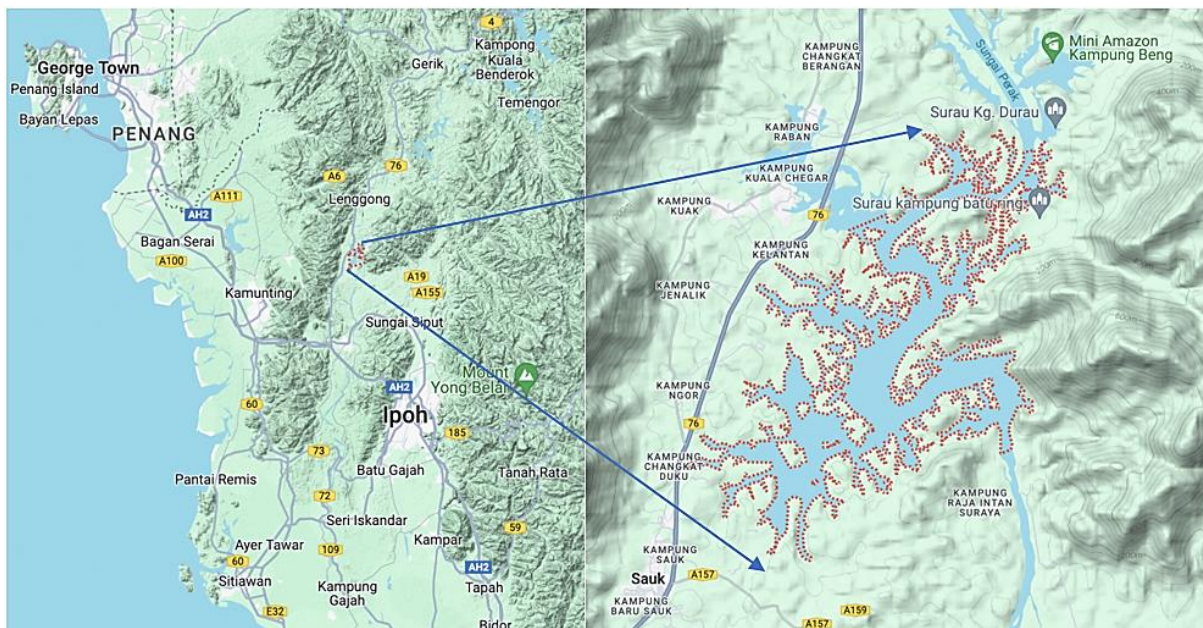 4
Kampong
Kuala
Benderok
Gerik
Temengor
George Town
Penang Island
Bayan Lepas
PENANG
A6
76
Lenggong
A111
AH2
Bagan Serai
A100
A19
A155
Kamunting
Sungai Siput
Mount
Yong Belar
AH2
60
Ipoh
185
73
Batu Gajah
Tanah Rata
Pantai Remis
72
Seri Iskandar
59
Ayer Tawar
109
Kampar
60
AH2
Sitiawan
Kampung
Gajah
Tapah
E32
Bidor
KAMPUNG
CHANGKAT
BERANGAN
Sungai Perak
Mini Amazon
Kampung Beng
Surau Kg. Durau
KAMPUNG
RABAN
KAMPUNG
KUALA CHEGAR
KAMPUNG
KUAK
76
Surau kampung batu ring
KAMPUNG
KELANTAN
KAMPUNG
JENALIK
KAMPUNG
NGOR
76
KAMPUNG
CHANGKAT
DUKU
KAMPUNG
RAJA INTAN
SURAYA
KAMPUNG
SAUK
Sauk
A157
KAMPUNG
BARU SAUK
A159
A157